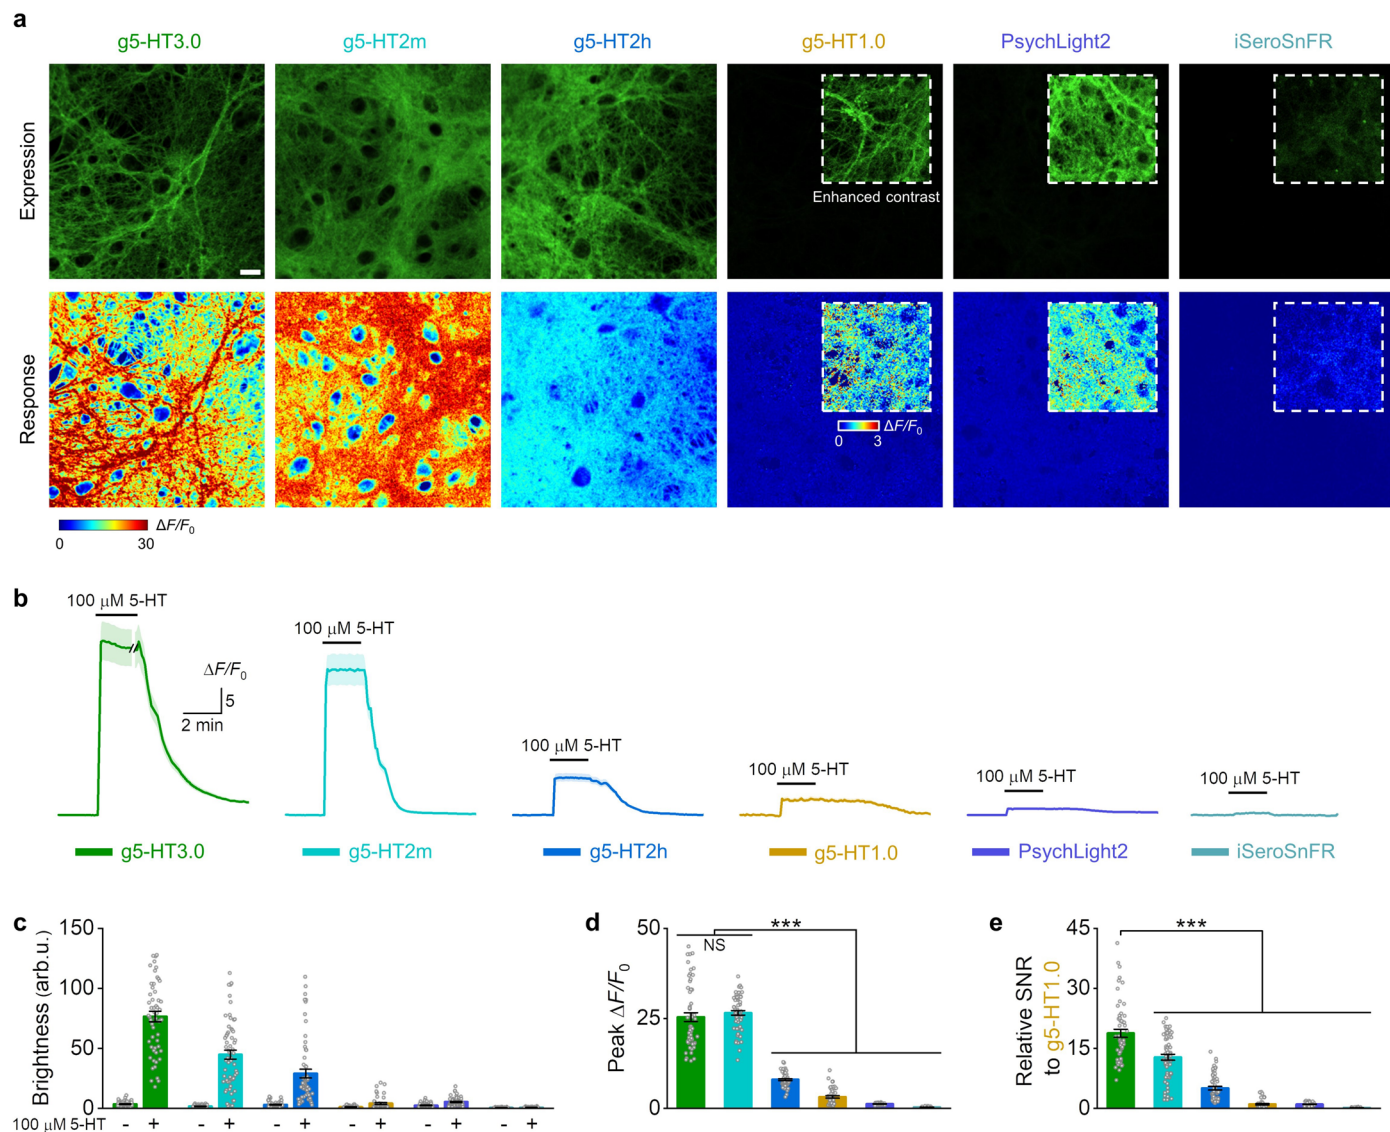 a
g5-HT3.0 g5-HT2m g5-HT2h g5-HT1.0 PsychLight2 iSeroSnFR
Expression
Enhanced contrast
Response
ΔF/F0
0 3
ΔF/F0
0 30
b
100 μM 5-HT
100 μM 5-HT
ΔF/F0
5
2 min
100 μM 5-HT
100 μM 5-HT 100 μM 5-HT 100 μM 5-HT
g5-HT3.0 g5-HT2m g5-HT2h g5-HT1.0 PsychLight2 iSeroSnFR
c
Brightness (arb.u.)
150
100
50
0
100 μM 5-HT - + - + - + - + - + - +
d
Peak ΔF/F0
50
25
0
NS
***
e
Relative SNR
to g5-HT1.0
45
30
15
0
***